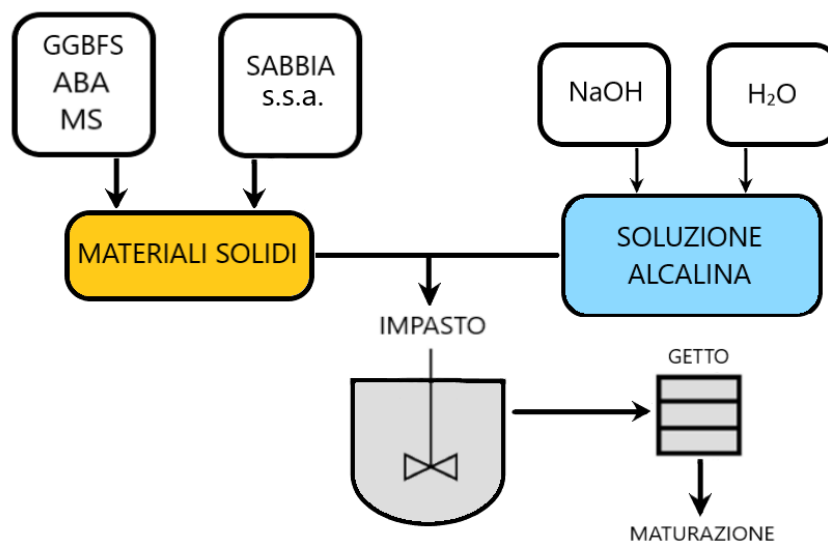 GGBFS
ABA
MS
SABBIA
s.s.a.
NaOH
H₂O
MATERIALI SOLIDI
SOLUZIONE
ALCALINA
IMPASTO
GETTO
MATURAZIONE